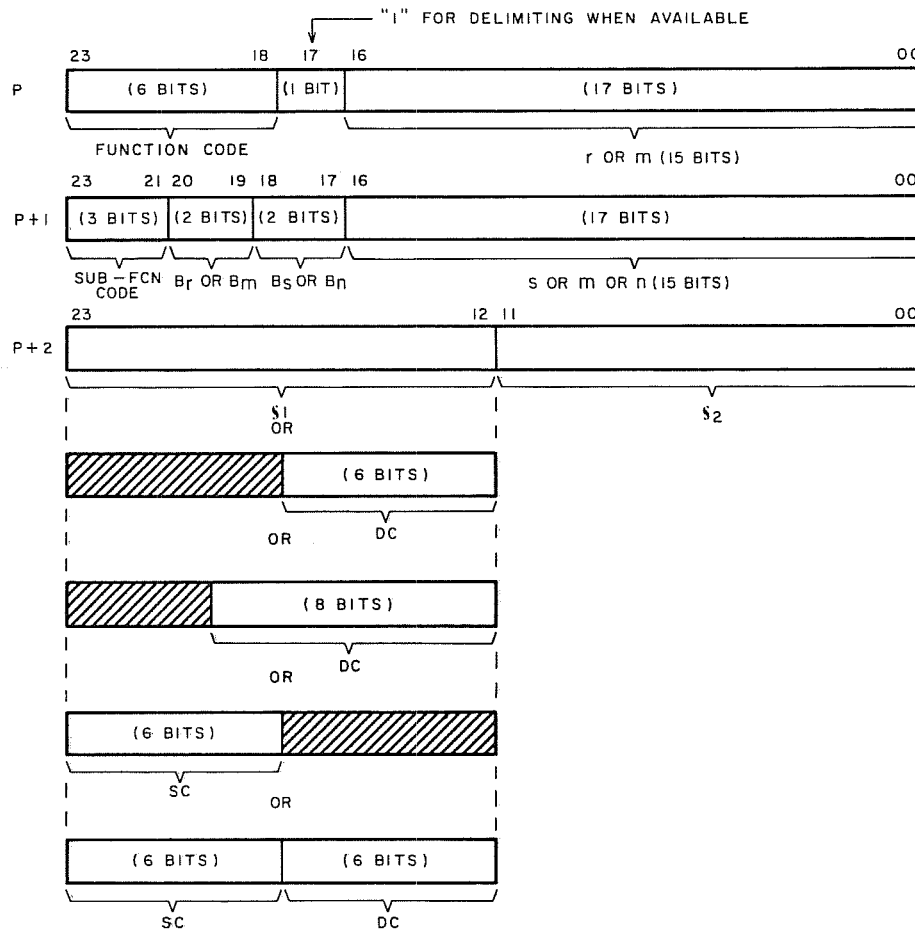 "1" FOR DELIMITING WHEN AVAILABLE
23 18 17 16 00
P (6 BITS) (1 BIT) (17 BITS)
FUNCTION CODE r OR m (15 BITS)
23 21 20 19 18 17 16 00
P+1 (3 BITS) (2 BITS) (2 BITS) (17 BITS)
SUB-FCN CODE Br OR Bm Bs OR Bn S OR m OR n (15 BITS)
23 12 11 00
P+2
S1 S2
OR
(6 BITS)
DC
OR
(8 BITS)
DC
OR
(6 BITS)
SC
OR
(6 BITS) (6 BITS)
SC DC